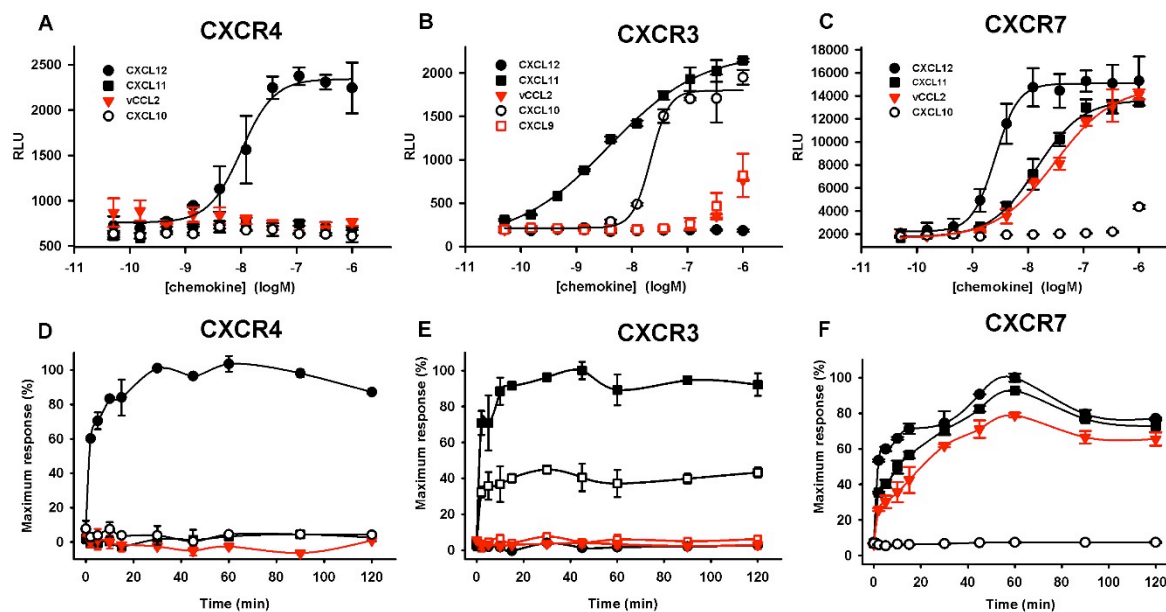 A
CXCR4
2500
2000
1500
1000
500
RLU
CXCL12
CXCL11
vCCL2
CXCL10
-11 -10 -9 -8 -7 -6
[chemokine] (logM)
B
CXCR3
2000
1500
1000
500
0
RLU
CXCL12
CXCL11
vCCL2
CXCL10
CXCL9
-11 -10 -9 -8 -7 -6
[chemokine] (logM)
C
CXCR7
18000
16000
14000
12000
10000
8000
6000
4000
2000
RLU
CXCL12
CXCL11
vCCL2
CXCL10
-11 -10 -9 -8 -7 -6
[chemokine] (logM)
D
CXCR4
120
100
80
60
40
20
0
Maximum response (%)
0 20 40 60 80 100 120
Time (min)
E
CXCR3
120
100
80
60
40
20
0
Maximum response (%)
0 20 40 60 80 100 120
Time (min)
F
CXCR7
120
100
80
60
40
20
0
Maximum response (%)
0 20 40 60 80 100 120
Time (min)